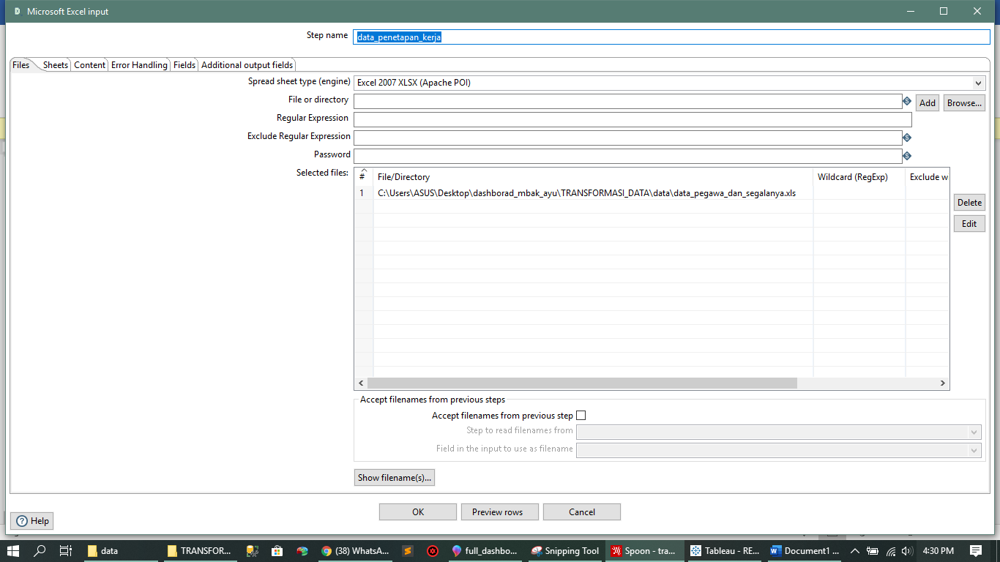 Microsoft Excel input
Step name
data_penetapan_kerja
Files Sheets Content Error Handling Fields Additional output fields
Spread sheet type (engine) Excel 2007 XLSX (Apache POI)
File or directory Add Browse...
Regular Expression
Exclude Regular Expression
Password
Selected files: # File/Directory Wildcard (RegExp) Exclude w
1 C:\Users\ASUS\Desktop\dashborad_mbak_ayu\TRANSFORMASI_DATA\data\data_pegawa_dan_segalanya.xls
Delete
Edit
Accept filenames from previous steps
Accept filenames from previous step
Step to read filenames from
Field in the input to use as filename
Show filename(s)...
OK Preview rows Cancel
Help
data TRANSFOR... (38) WhatsA... full_dashbo... Snipping Tool Spoon - tra... Tableau - RE... Document1 ... 4:30 PM